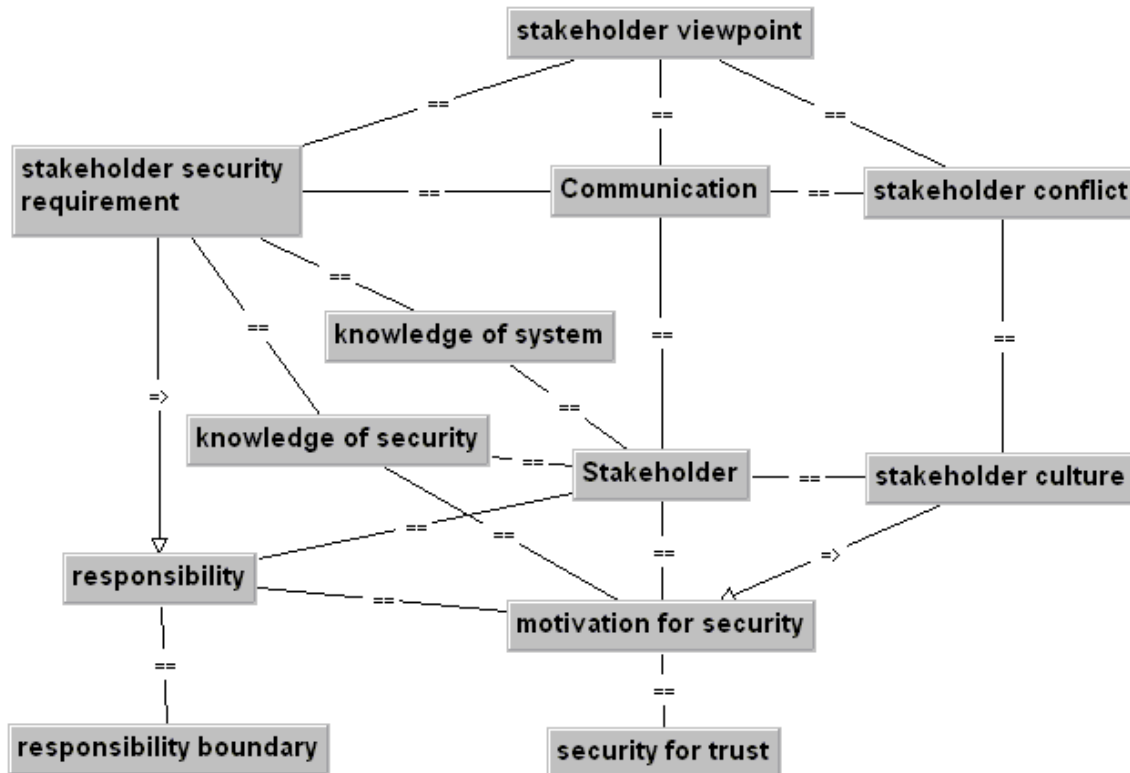 stakeholder viewpoint
==
==
==
stakeholder security
requirement
==
Communication
==
stakeholder conflict
==
==
knowledge of system
==
==
==
=>
==
knowledge of security
==
Stakeholder
==
stakeholder culture
==
==
==
=>
responsibility
==
motivation for security
==
==
responsibility boundary
security for trust